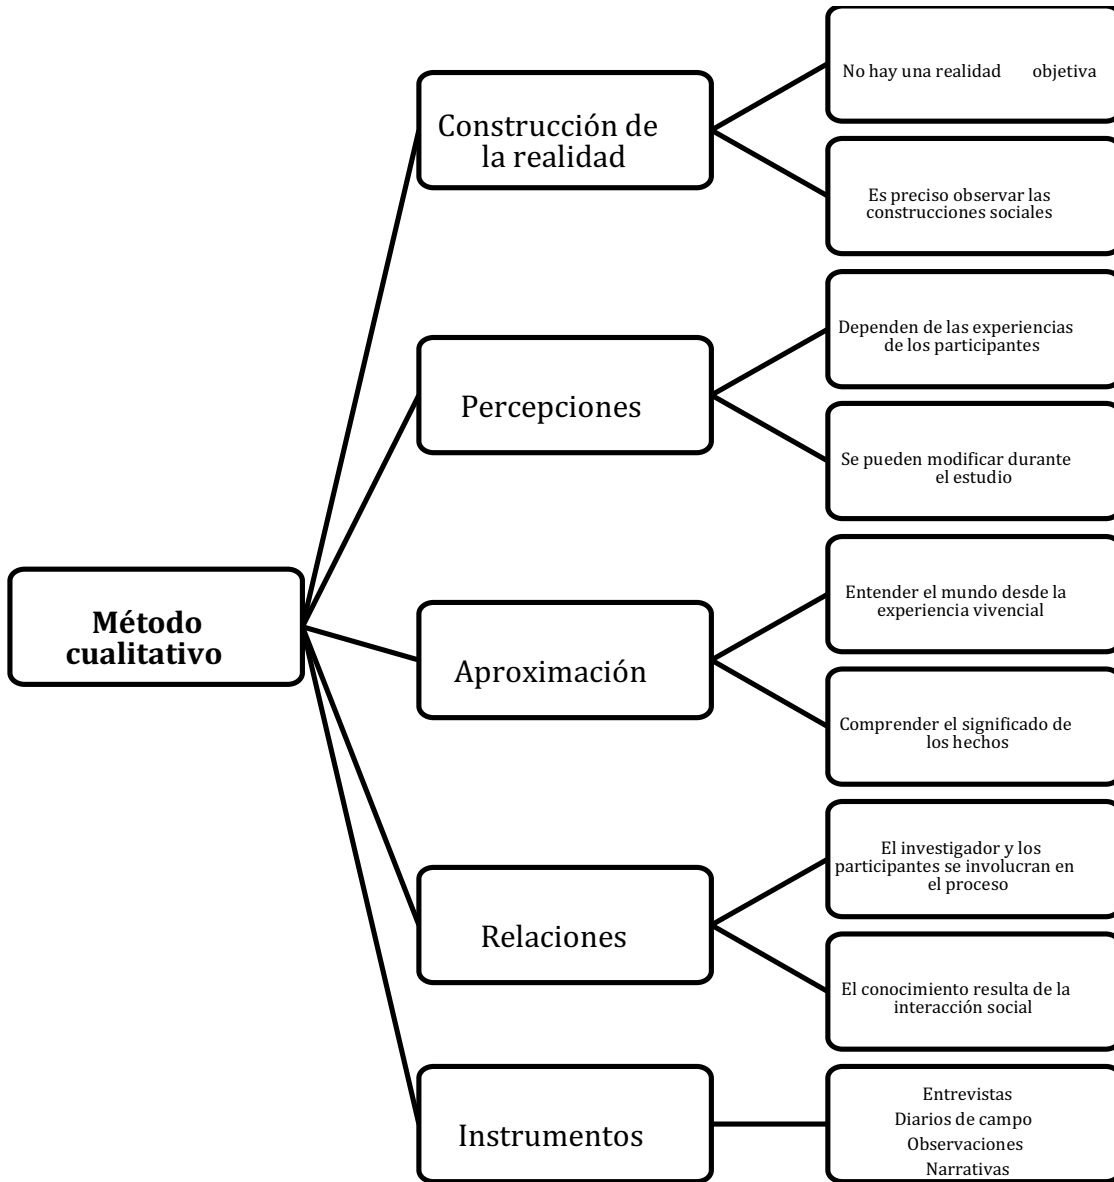 Método
cualitativo
Construcción de
la realidad
No hay una realidad objetiva
Es preciso observar las
construcciones sociales
Percepciones
Dependen de las experiencias
de los participantes
Se pueden modificar durante
el estudio
Aproximación
Entender el mundo desde la
experiencia vivencial
Comprender el significado de
los hechos
Relaciones
El investigador y los
participantes se involucran en
el proceso
El conocimiento resulta de la
interacción social
Instrumentos
Entrevistas
Diarios de campo
Observaciones
Narrativas